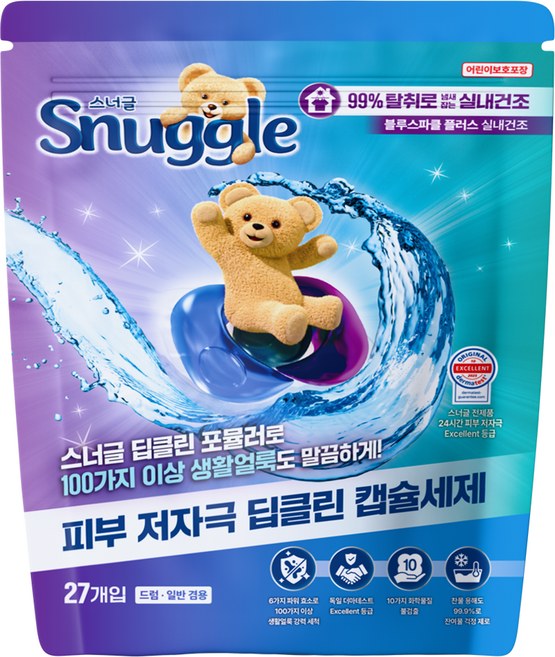 어린이보호포장
스너글
Snuggle
99% 탈취로 냄새 잡는 실내건조
블루스파클 플러스 실내건조
ORIGINAL
EXCELLENT
dermatest
스너글 전제품
24시간 피부 저자극
Excellent 등급
스너글 딥클린 포뮬러로
100가지 이상 생활얼룩도 말끔하게!
피부 저자극 딥클린 캡슐세제
27개입 드럼·일반 겸용
10
6가지 파워 효소로
100가지 이상
생활얼룩 강력 세척
독일 더마테스트
Excellent 등급
10가지 화학물질
불검출
찬물 용해도
99.9%로
잔여물 걱정 제로